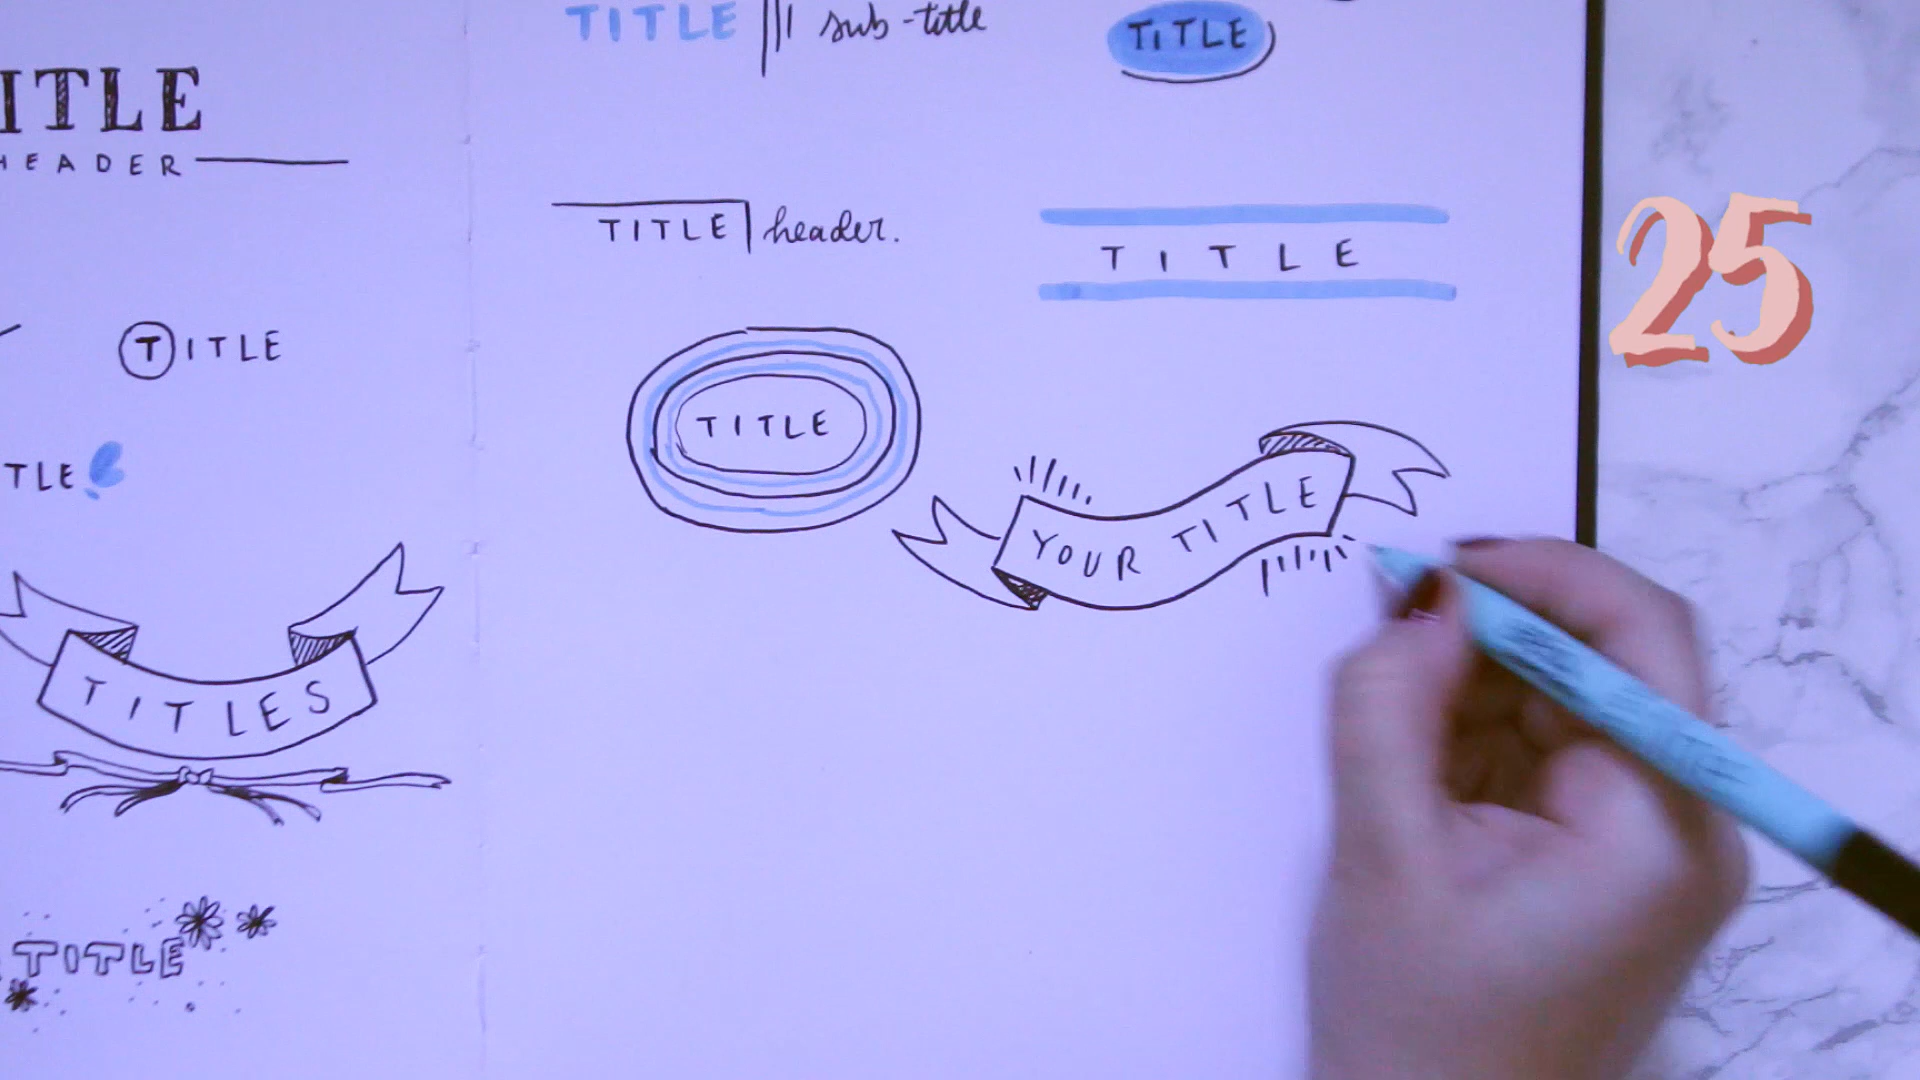 ITLE
HEADER
TITLE
TLE
TITLES
TITLE
TITLE sub-title
TITLE
TITLE header.
TITLE
TITLE
YOUR TITLE
25